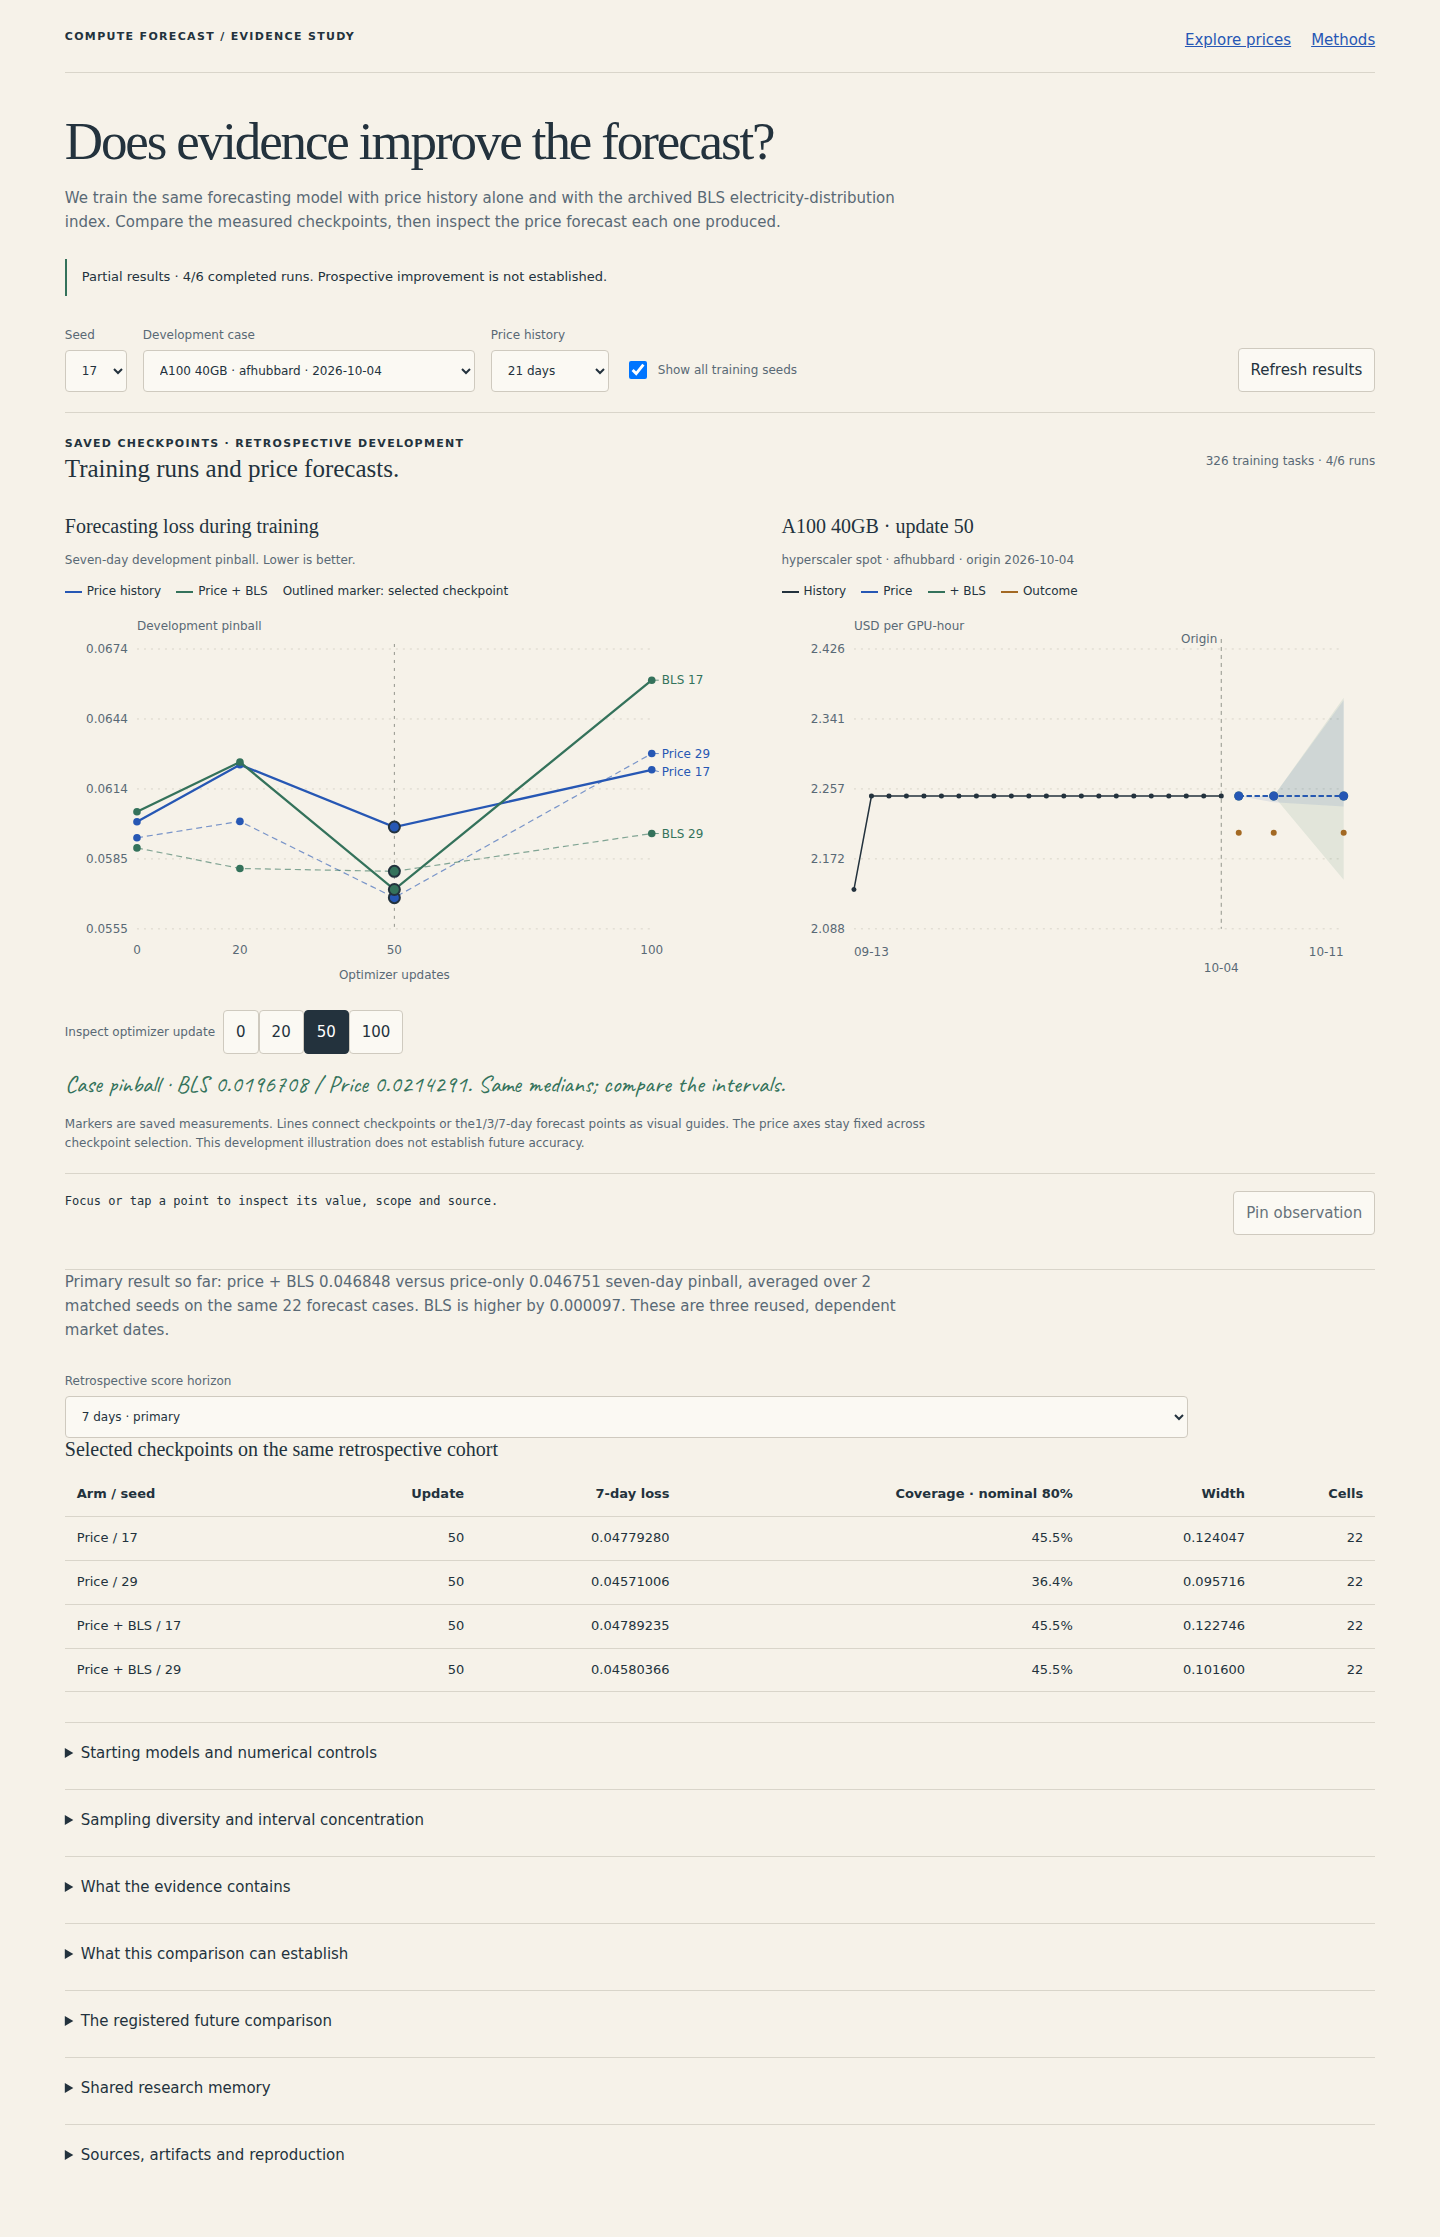 COMPUTE FORECAST / EVIDENCE STUDY
Explore prices Methods
Does evidence improve the forecast?
We train the same forecasting model with price history alone and with the archived BLS electricity-distribution
index. Compare the measured checkpoints, then inspect the price forecast each one produced.
Partial results · 4/6 completed runs. Prospective improvement is not established.
Seed Development case Price history
17 A100 40GB · afhubbard · 2026-10-04 21 days Show all training seeds Refresh results
SAVED CHECKPOINTS · RETROSPECTIVE DEVELOPMENT
Training runs and price forecasts.
326 training tasks · 4/6 runs
Forecasting loss during training
Seven-day development pinball. Lower is better.
Price history Price + BLS Outlined marker: selected checkpoint
Development pinball
0.0674
0.0644
0.0614
0.0585
0.0555
BLS 17
Price 29
Price 17
BLS 29
0 20 50 100
Optimizer updates
A100 40GB · update 50
hyperscaler spot · afhubbard · origin 2026-10-04
History Price + BLS Outcome
USD per GPU-hour
Origin
2.426
2.341
2.257
2.172
2.088
09-13 10-11
10-04
Inspect optimizer update 0 20 50 100
Case pinball · BLS 0.0196708 / Price 0.0214291. Same medians; compare the intervals.
Markers are saved measurements. Lines connect checkpoints or the1/3/7-day forecast points as visual guides. The price axes stay fixed across
checkpoint selection. This development illustration does not establish future accuracy.
Focus or tap a point to inspect its value, scope and source.
Pin observation
Primary result so far: price + BLS 0.046848 versus price-only 0.046751 seven-day pinball, averaged over 2
matched seeds on the same 22 forecast cases. BLS is higher by 0.000097. These are three reused, dependent
market dates.
Retrospective score horizon
7 days · primary
Selected checkpoints on the same retrospective cohort
Arm / seed Update 7-day loss Coverage · nominal 80% Width Cells
Price / 17 50 0.04779280 45.5% 0.124047 22
Price / 29 50 0.04571006 36.4% 0.095716 22
Price + BLS / 17 50 0.04789235 45.5% 0.122746 22
Price + BLS / 29 50 0.04580366 45.5% 0.101600 22
Starting models and numerical controls
Sampling diversity and interval concentration
What the evidence contains
What this comparison can establish
The registered future comparison
Shared research memory
Sources, artifacts and reproduction